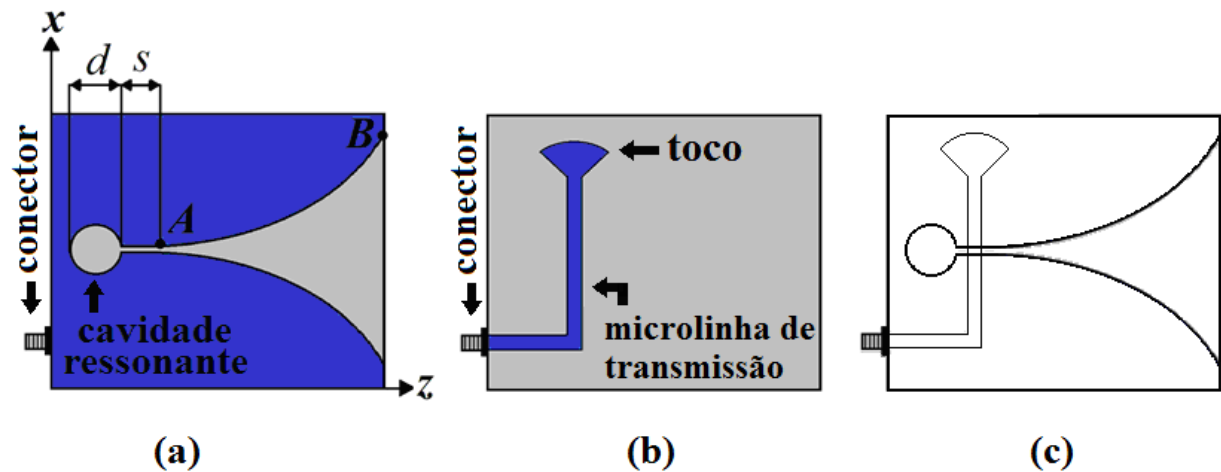 x
d
s
conector
B
A
cavidade
ressonante
z
(a)
conector
toco
microlinha de
transmissão
(b)
(c)